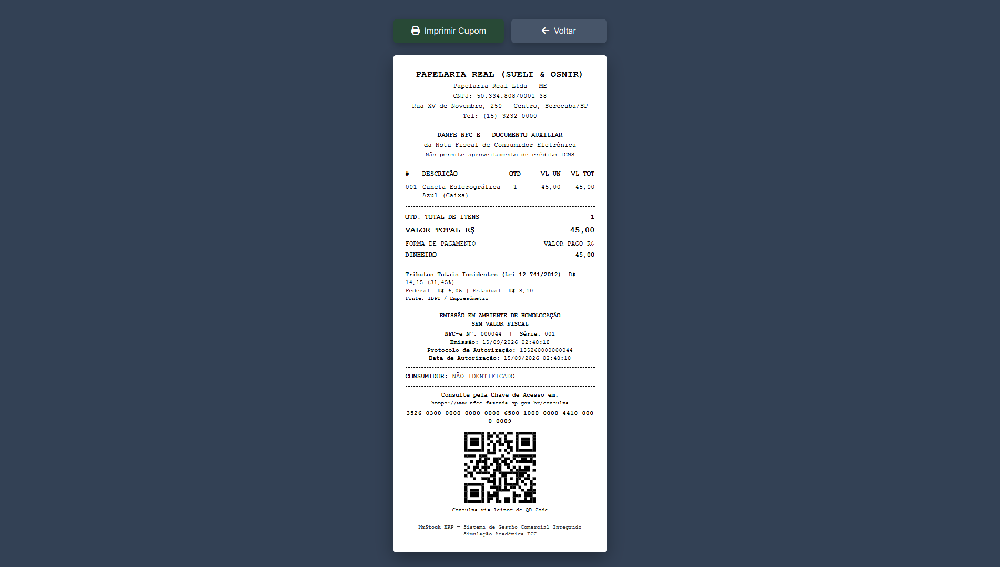 Imprimir Cupom
Voltar
PAPELARIA REAL (SUELI & OSNIR)
Papelaria Real Ltda - ME
CNPJ: 50.334.808/0001-38
Rua XV de Novembro, 250 - Centro, Sorocaba/SP
Tel: (15) 3232-0000
DANFE NFC-E — DOCUMENTO AUXILIAR
da Nota Fiscal de Consumidor Eletrônica
Não permite aproveitamento de crédito ICMS
# DESCRIÇÃO QTD VL UN VL TOT
001 Caneta Esferográfica 1 45,00 45,00
Azul (Caixa)
QTD. TOTAL DE ITENS 1
VALOR TOTAL R$ 45,00
FORMA DE PAGAMENTO VALOR PAGO R$
DINHEIRO 45,00
Tributos Totais Incidentes (Lei 12.741/2012): R$
14,15 (31,45%)
Federal: R$ 6,05 | Estadual: R$ 8,10
Fonte: IBPT / Empresômetro
EMISSÃO EM AMBIENTE DE HOMOLOGAÇÃO
SEM VALOR FISCAL
NFC-e Nº: 000044 | Série: 001
Emissão: 15/09/2026 02:48:18
Protocolo de Autorização: 135260000000044
Data de Autorização: 15/09/2026 02:48:18
CONSUMIDOR: NÃO IDENTIFICADO
Consulte pela Chave de Acesso em:
https://www.nfce.fazenda.sp.gov.br/consulta
3526 0300 0000 0000 0000 6500 1000 0000 4410 000
0 0009
Consulta via leitor de QR Code
MrStock ERP — Sistema de Gestão Comercial Integrado
Simulação Acadêmica TCC